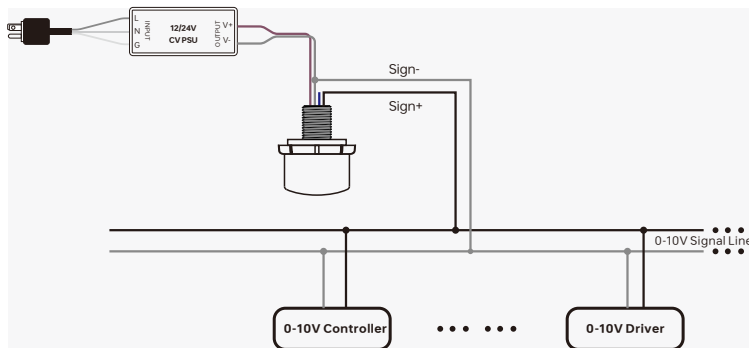 L
N
G
INPUT
12/24V
CV PSU
OUTPUT
V+
V-
Sign-
Sign+
0-10V Signal Line
0-10V Controller
0-10V Driver